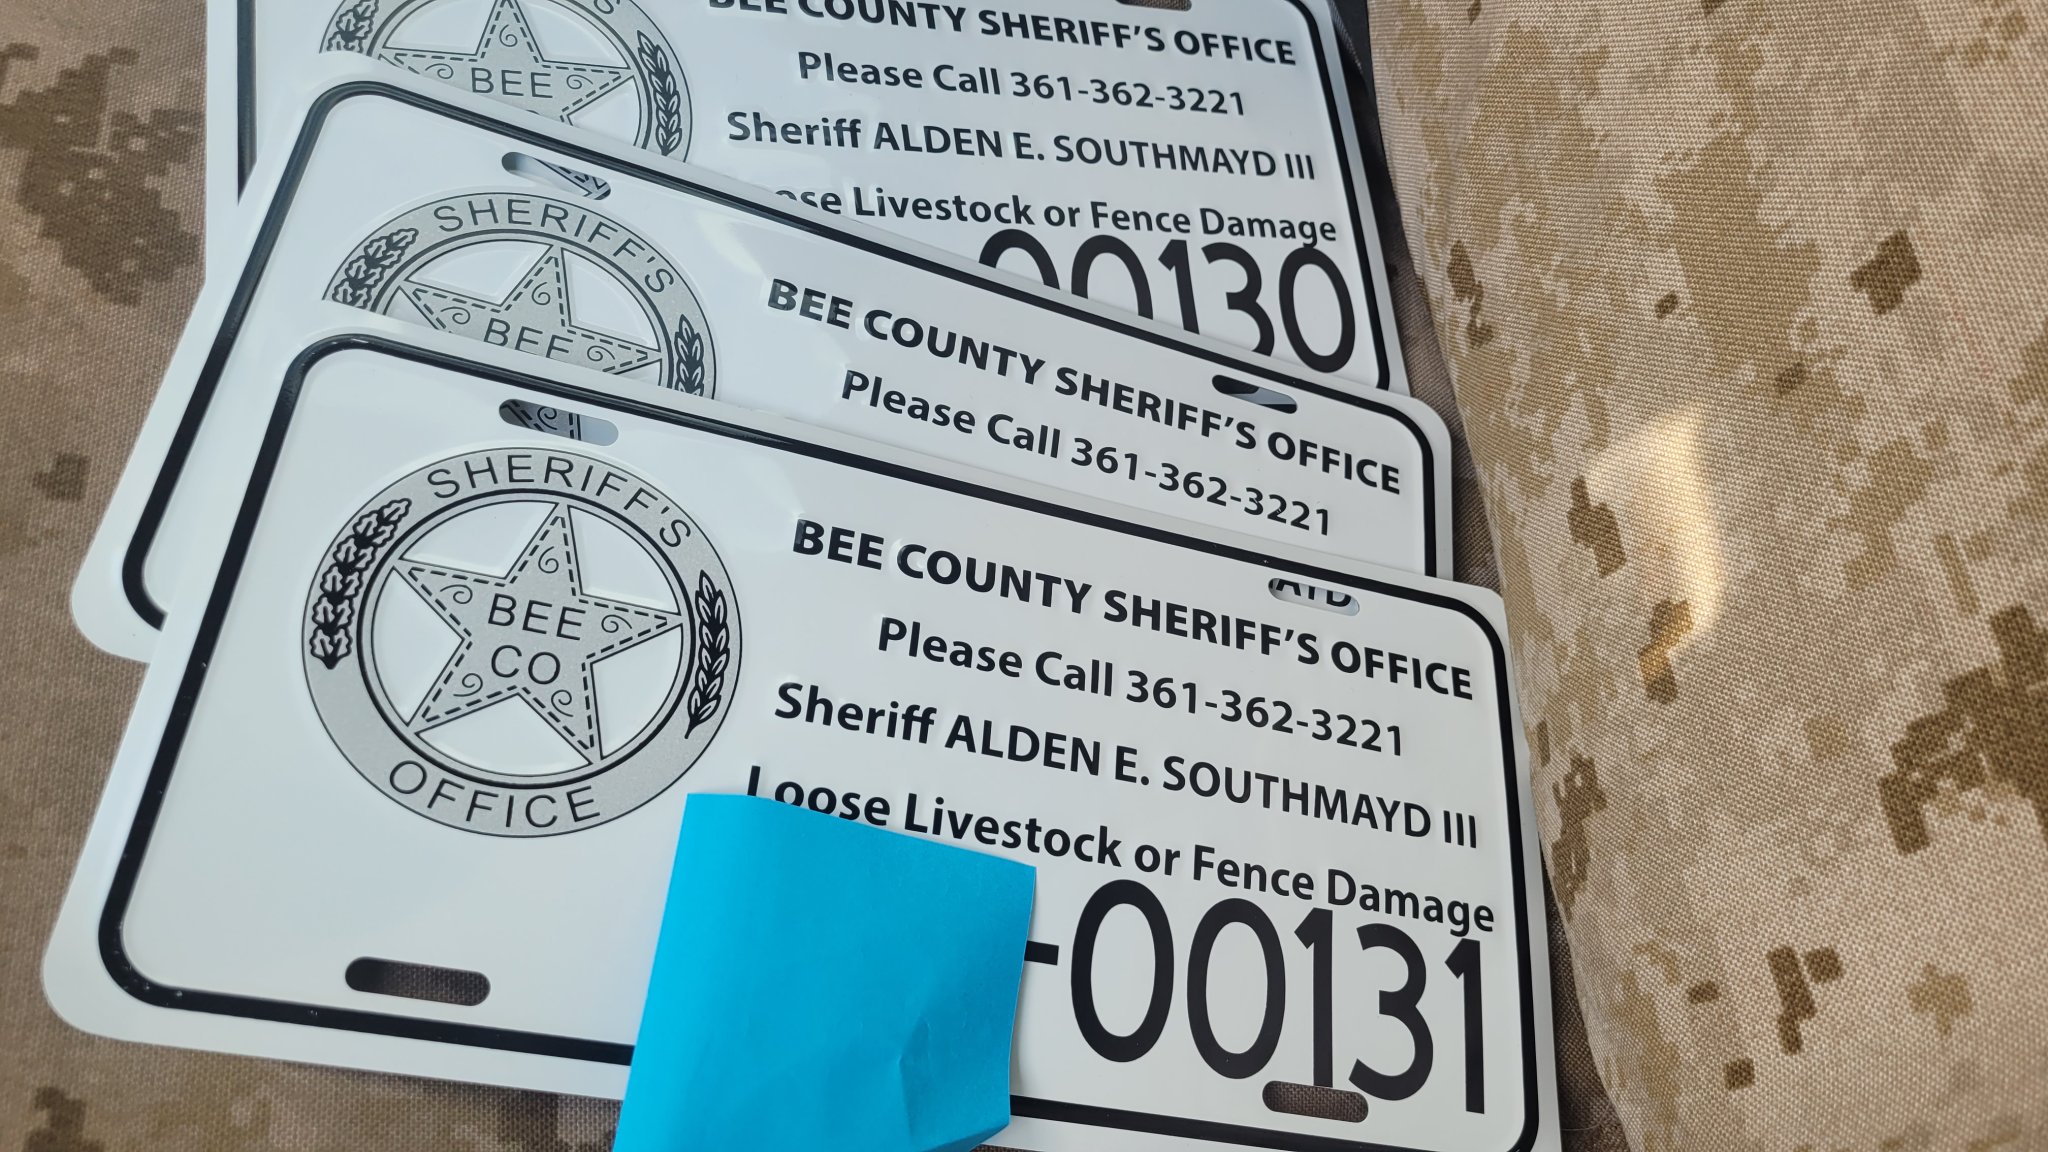 BEE
BEE COUNTY SHERIFF'S OFFICE
Please Call 361-362-3221
Sheriff ALDEN E. SOUTHMAYD III
Livestock or Fence Damage
00130
SHERIFF'S
BEE
BEE COUNTY SHERIFF'S OFFICE
Please Call 361-362-3221
SHERIFF'S
BEE
CO
OFFICE
BEE COUNTY SHERIFF'S OFFICE
Please Call 361-362-3221
Sheriff ALDEN E. SOUTHMAYD III
Loose Livestock or Fence Damage
-00131